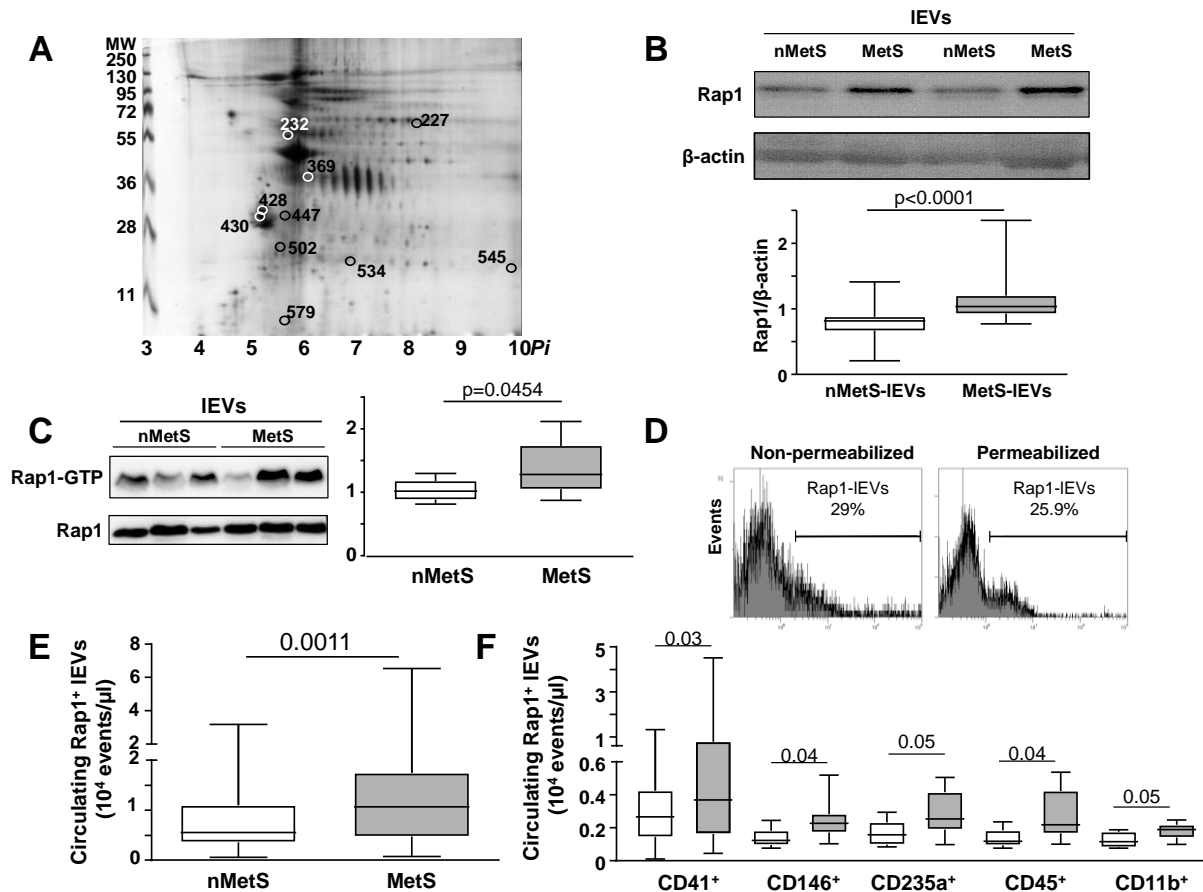 A
MW
250
130
95
72
55
36
28
11
232
227
369
428
430
447
502
534
545
579
3 4 5 6 7 8 9 10 Pi
B
lEVs
nMetS MetS nMetS MetS
Rap1
β-actin
p<0.0001
Rap1/β-actin
2
1
0
nMetS-lEVs MetS-lEVs
C
lEVs
nMetS MetS
Rap1-GTP
Rap1
p=0.0454
2
1
0
nMetS MetS
D
Non-permeabilized Permeabilized
Rap1-lEVs
29%
Rap1-lEVs
25.9%
Events
E
Circulating Rap1⁺ lEVs
(10⁴ events/μl)
8
6
4
2
2
1
0
0.0011
nMetS MetS
F
Circulating Rap1⁺ lEVs
(10⁴ events/μl)
5
3
1
0.6
0.4
0.2
0
0.03
0.04
0.05
0.04
0.05
CD41⁺ CD146⁺ CD235a⁺ CD45⁺ CD11b⁺